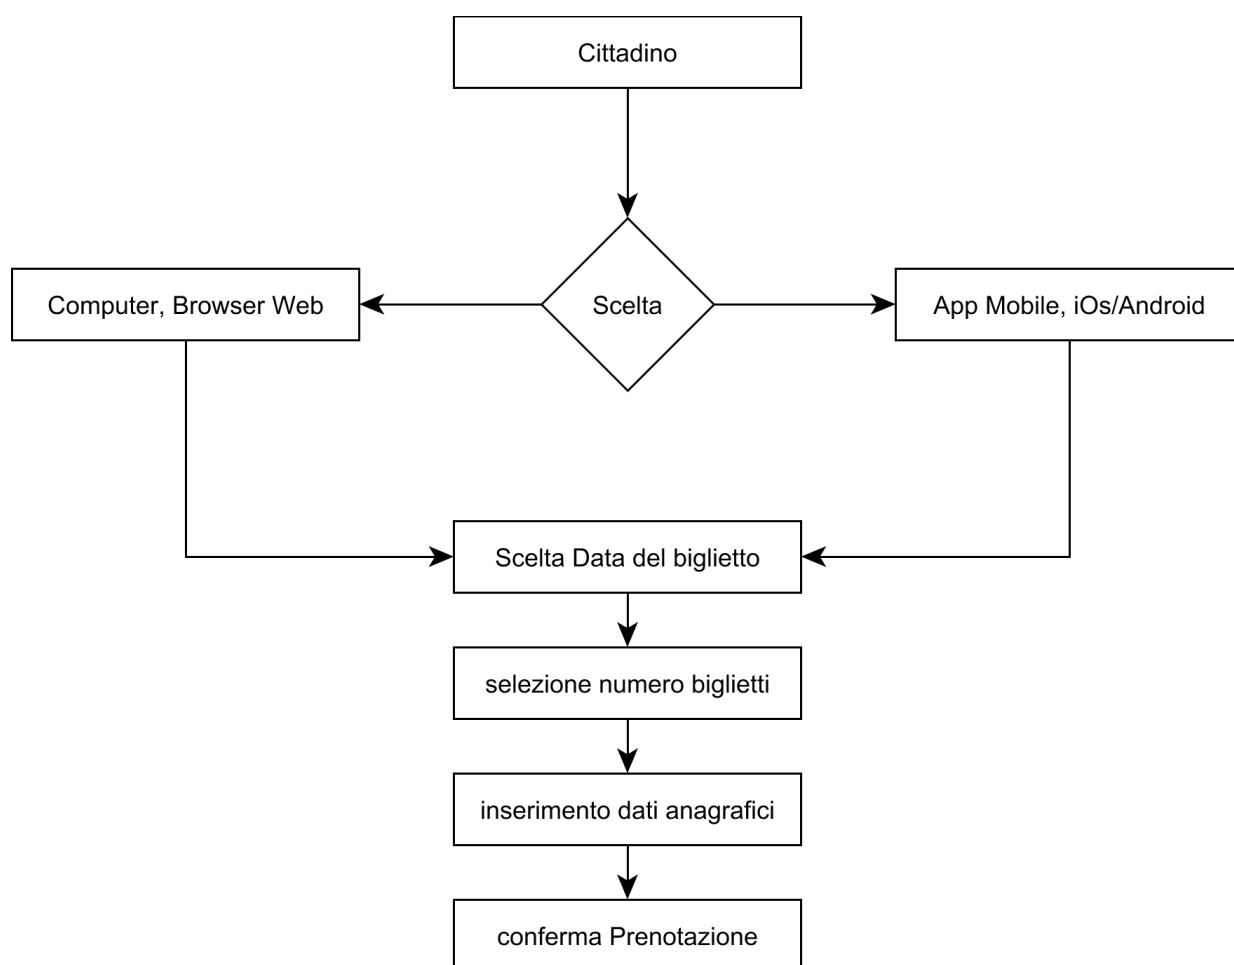 Cittadino
Computer, Browser Web
Scelta
App Mobile, iOs/Android
Scelta Data del biglietto
selezione numero biglietti
inserimento dati anagrafici
conferma Prenotazione